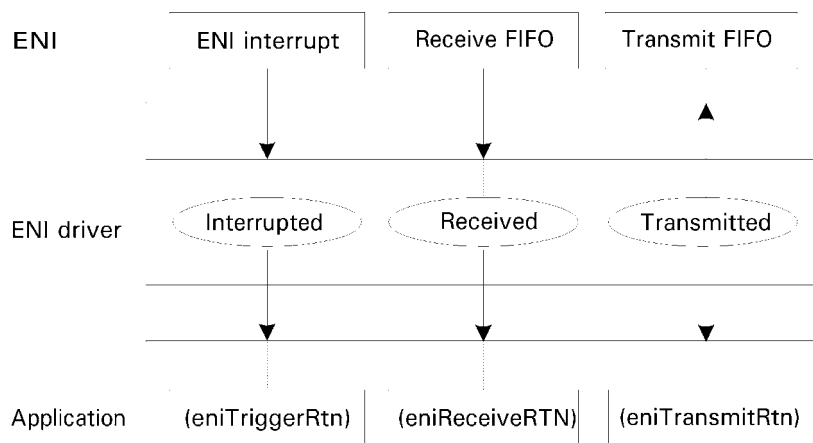 ENI
ENI interrupt
Receive FIFO
Transmit FIFO
ENI driver
Interrupted
Received
Transmitted
Application
(eniTriggerRtn)
(eniReceiveRTN)
(eniTransmitRtn)